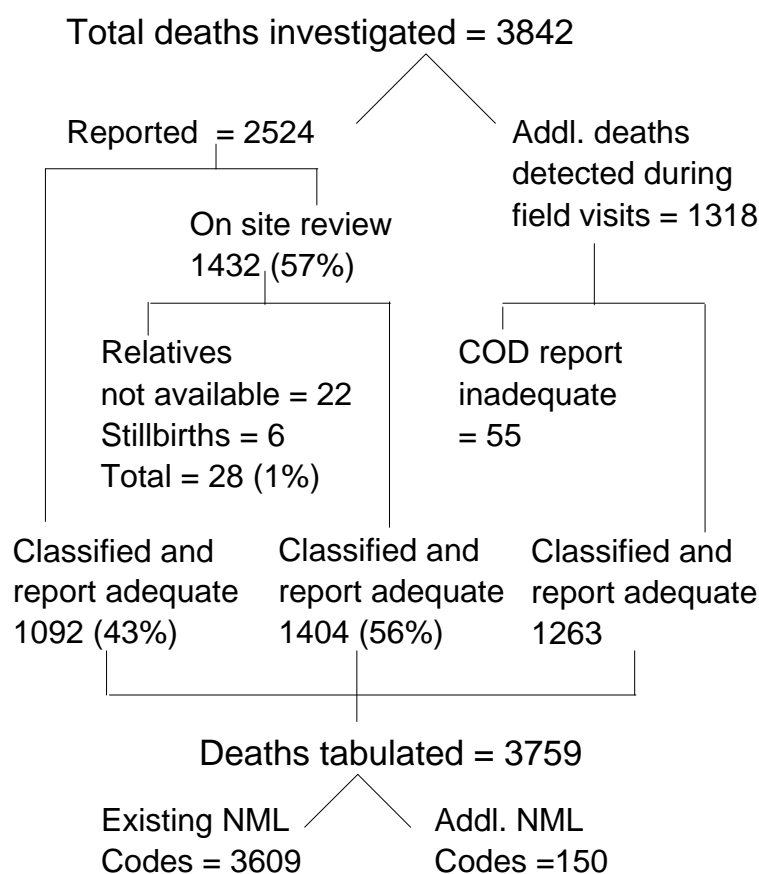 Total deaths investigated = 3842
Reported = 2524
Addl. deaths
detected during
field visits = 1318
On site review
1432 (57%)
Relatives
not available = 22
Stillbirths = 6
Total = 28 (1%)
COD report
inadequate
= 55
Classified and
report adequate
1092 (43%)
Classified and
report adequate
1404 (56%)
Classified and
report adequate
1263
Deaths tabulated = 3759
Existing NML
Codes = 3609
Addl. NML
Codes =150